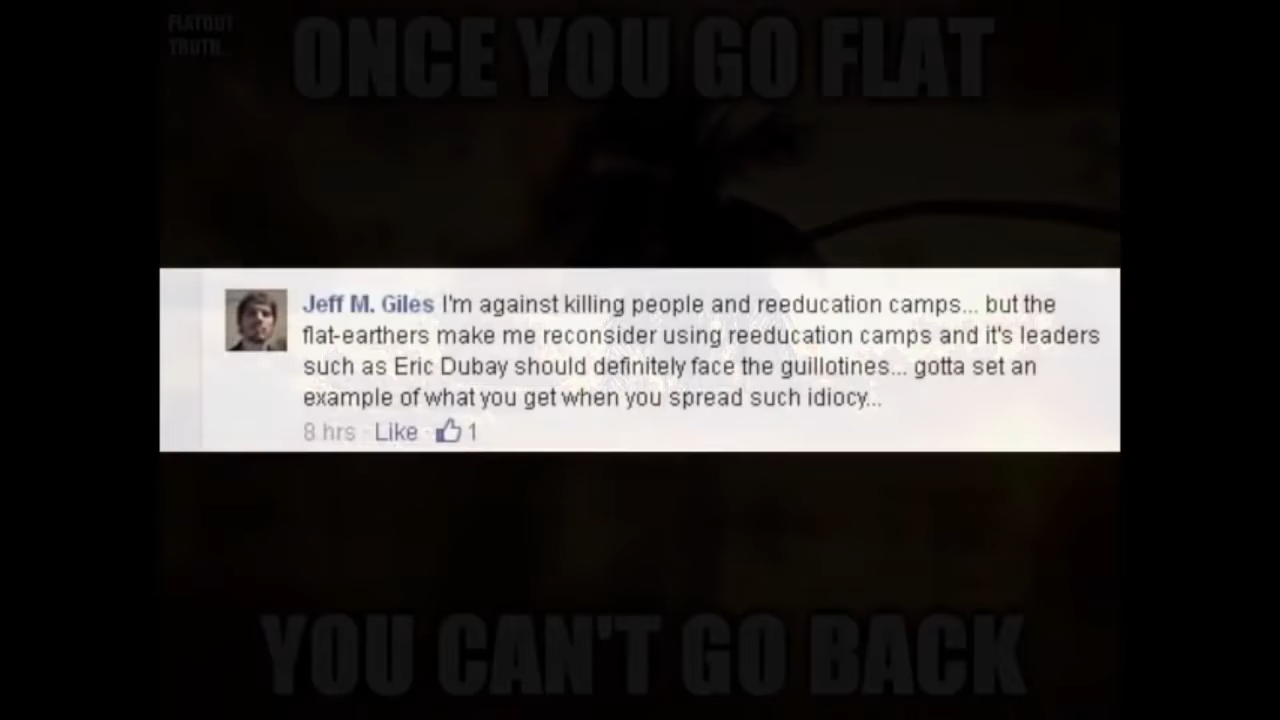 FLATOUT
TRUTH
ONCE YOU GO FLAT
Jeff M. Giles I'm against killing people and reeducation camps... but the
flat-earthers make me reconsider using reeducation camps and it's leaders
such as Eric Dubay should definitely face the guillotines... gotta set an
example of what you get when you spread such idiocy...
8 hrs · Like · 1
YOU CAN'T GO BACK